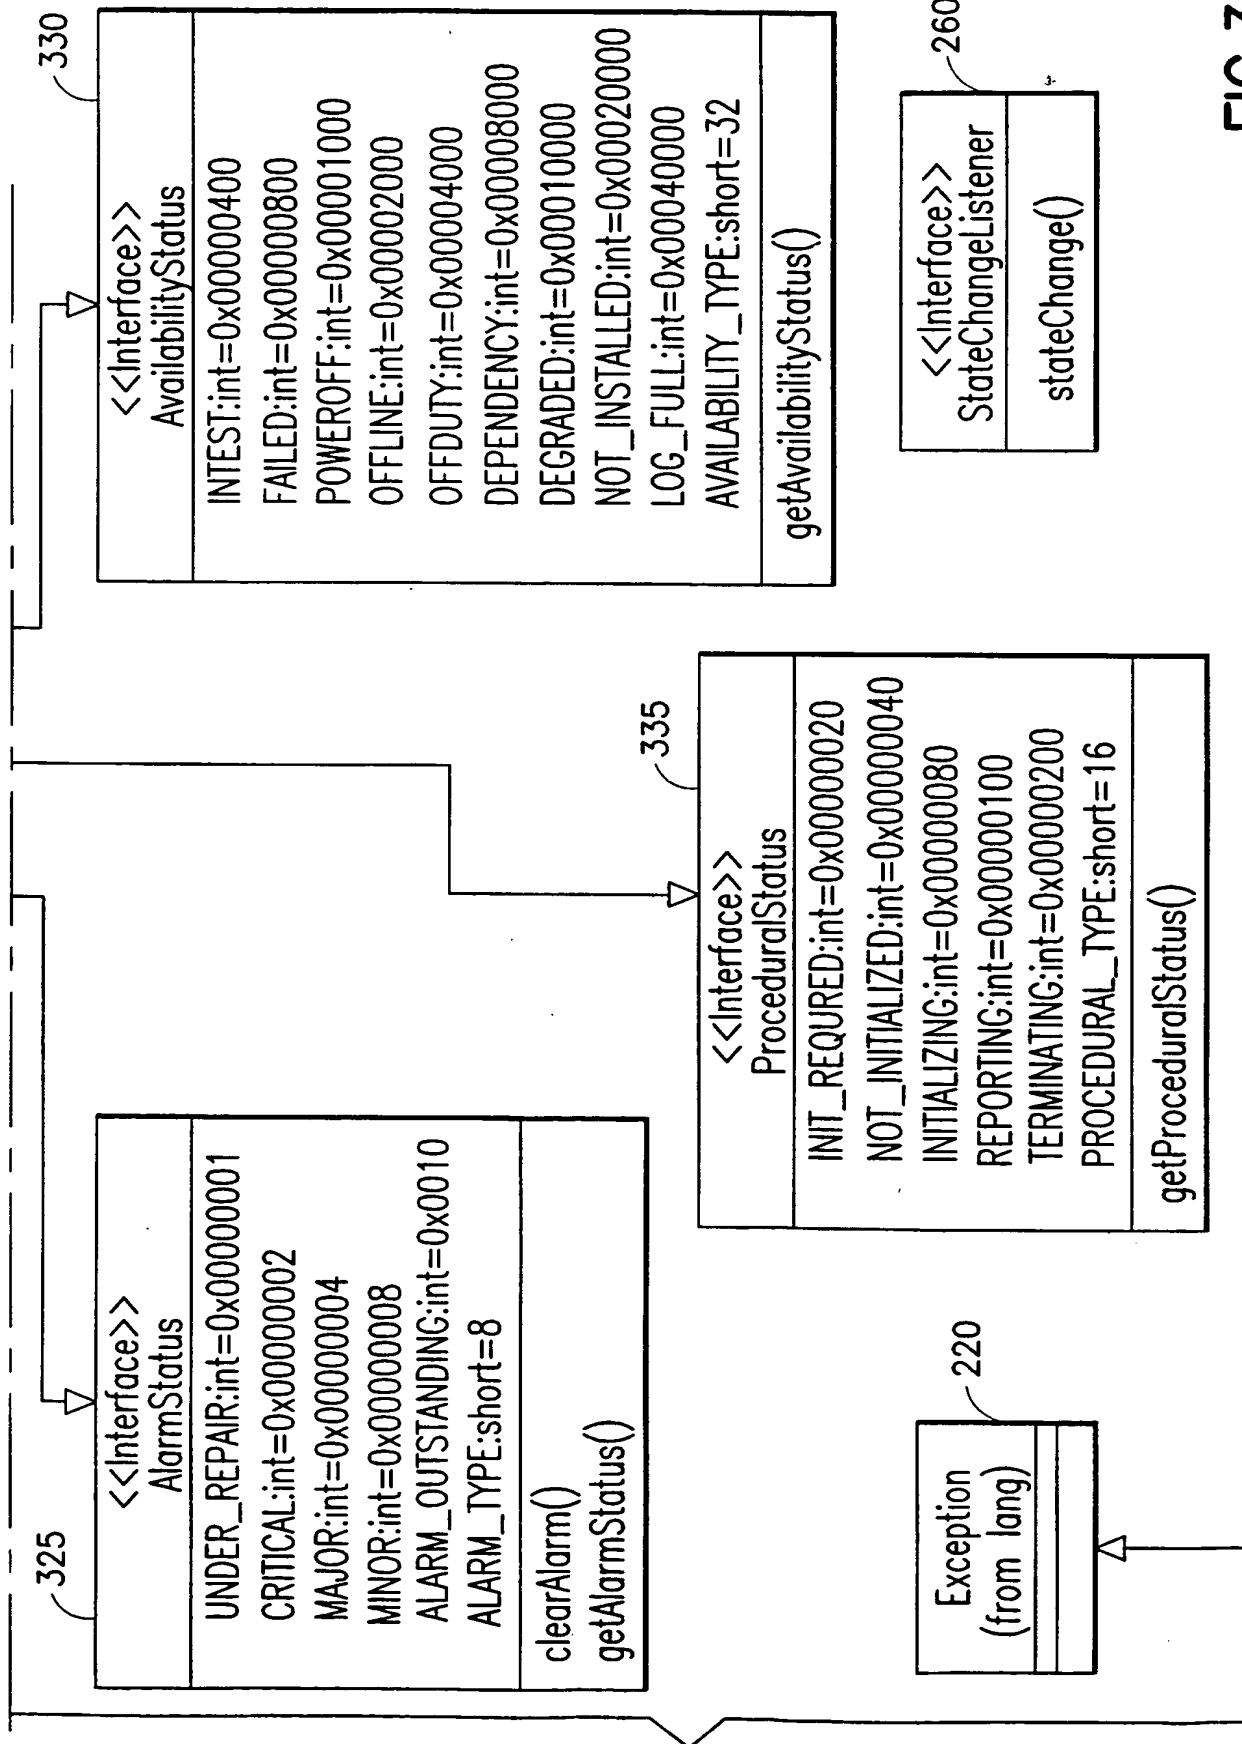 325
<<Interface>>
AlarmStatus
UNDER_REPAIR:int=0x00000001
CRITICAL:int=0x00000002
MAJOR:int=0x00000004
MINOR:int=0x00000008
ALARM_OUTSTANDING:int=0x0010
ALARM_TYPE:short=8
clearAlarm()
getAlarmStatus()
330
<<Interface>>
AvailabilityStatus
INTEST:int=0x00000400
FAILED:int=0x00000800
POWEROFF:int=0x00001000
OFFLINE:int=0x00002000
OFFDUTY:int=0x00004000
DEPENDENCY:int=0x00008000
DEGRADED:int=0x00010000
NOT_INSTALLED:int=0x00020000
LOG_FULL:int=0x00040000
AVAILABILITY_TYPE:short=32
getAvailabilityStatus()
335
<<Interface>>
ProceduralStatus
INIT_REQURED:int=0x00000020
NOT_INITIALIZED:int=0x00000040
INITIALIZING:int=0x00000080
REPORTING:int=0x00000100
TERMINATING:int=0x00000200
PROCEDURAL_TYPE:short=16
getProceduralStatus()
220
Exception
(from lang)
260
<<Interface>>
StateChangeListener
stateChange()